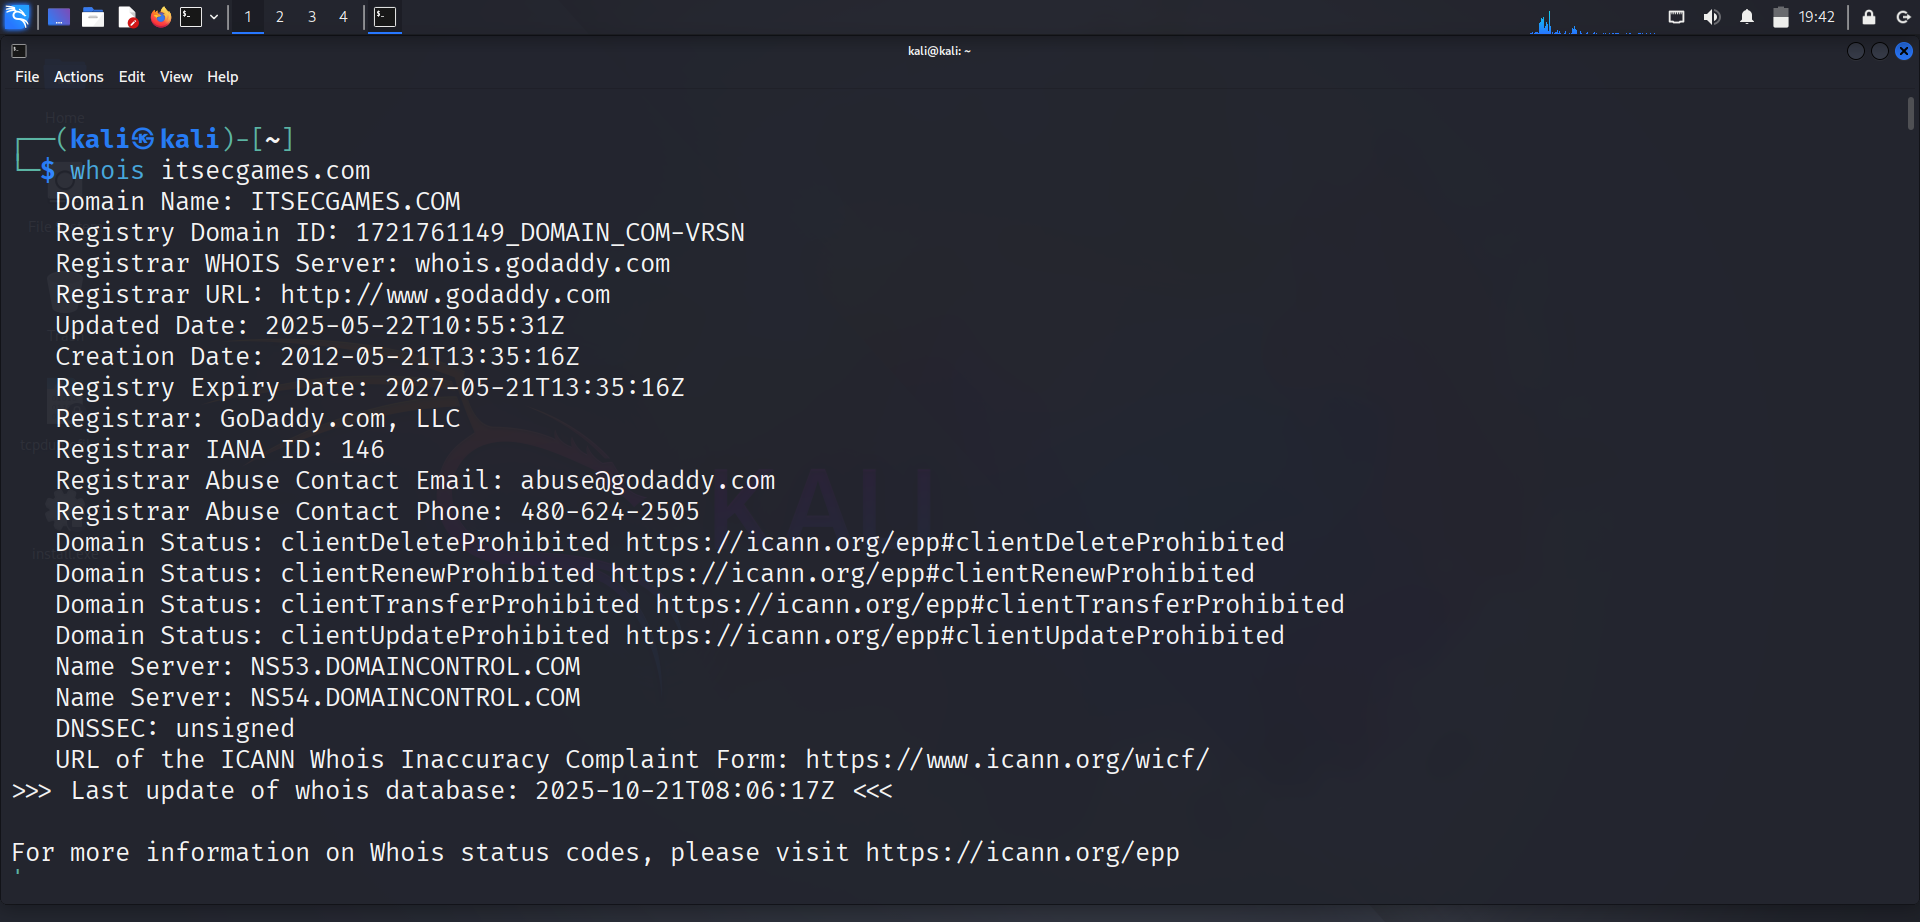 1 2 3 4 19:42
kali@kali: ~
File Actions Edit View Help
Home
(kali㉿kali)-[~]
$ whois itsecgames.com
Domain Name: ITSECGAMES.COM
Registry Domain ID: 1721761149_DOMAIN_COM-VRSN
Registrar WHOIS Server: whois.godaddy.com
Registrar URL: http://www.godaddy.com
Updated Date: 2025-05-22T10:55:31Z
Creation Date: 2012-05-21T13:35:16Z
Registry Expiry Date: 2027-05-21T13:35:16Z
Registrar: GoDaddy.com, LLC
Registrar IANA ID: 146
Registrar Abuse Contact Email: abuse@godaddy.com
Registrar Abuse Contact Phone: 480-624-2505
Domain Status: clientDeleteProhibited https://icann.org/epp#clientDeleteProhibited
Domain Status: clientRenewProhibited https://icann.org/epp#clientRenewProhibited
Domain Status: clientTransferProhibited https://icann.org/epp#clientTransferProhibited
Domain Status: clientUpdateProhibited https://icann.org/epp#clientUpdateProhibited
Name Server: NS53.DOMAINCONTROL.COM
Name Server: NS54.DOMAINCONTROL.COM
DNSSEC: unsigned
URL of the ICANN Whois Inaccuracy Complaint Form: https://www.icann.org/wicf/
>>> Last update of whois database: 2025-10-21T08:06:17Z <<<
For more information on Whois status codes, please visit https://icann.org/epp